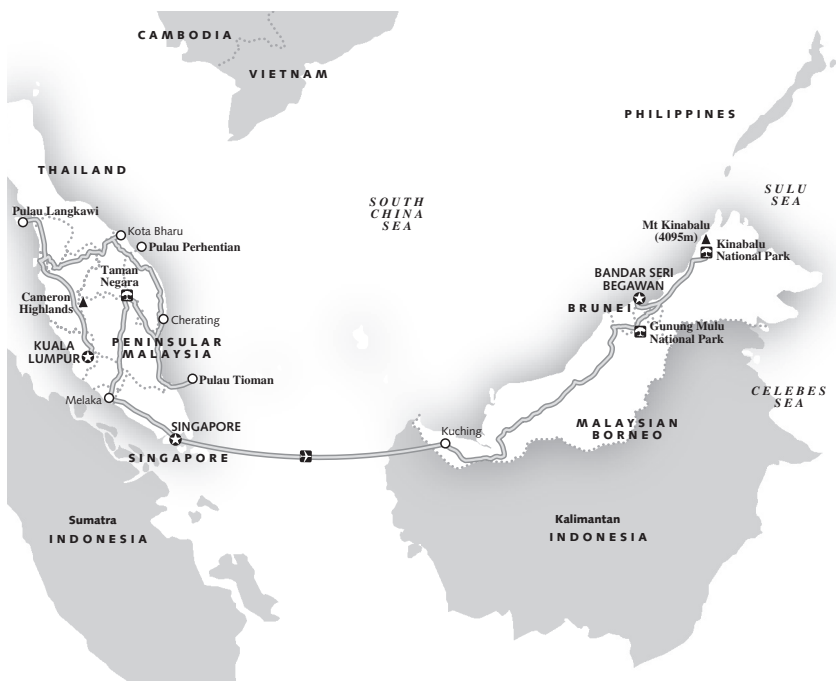 CAMBODIA
VIETNAM
PHILIPPINES
THAILAND
SOUTH
CHINA
SEA
SULU
SEA
Pulau Langkawi
Kota Bharu
Pulau Perhentian
Mt Kinabalu
(4095m)
Kinabalu
National Park
Taman
Negara
BANDAR SERI
BEGAWAN
Cameron
Highlands
BRUNEI
Cherating
Gunung Mulu
National Park
KUALA
LUMPUR
PENINSULAR
MALAYSIA
Pulau Tioman
CELEBES
SEA
Melaka
SINGAPORE
Kuching
MALAYSIAN
BORNEO
SINGAPORE
Sumatra
INDONESIA
Kalimantan
INDONESIA